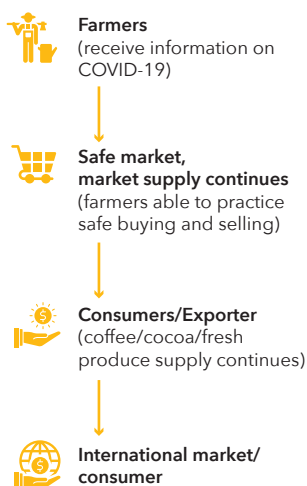 Farmers
(receive information on
COVID-19)
Safe market,
market supply continues
(farmers able to practice
safe buying and selling)
Consumers/Exporter
(coffee/cocoa/fresh
produce supply continues)
International market/
consumer